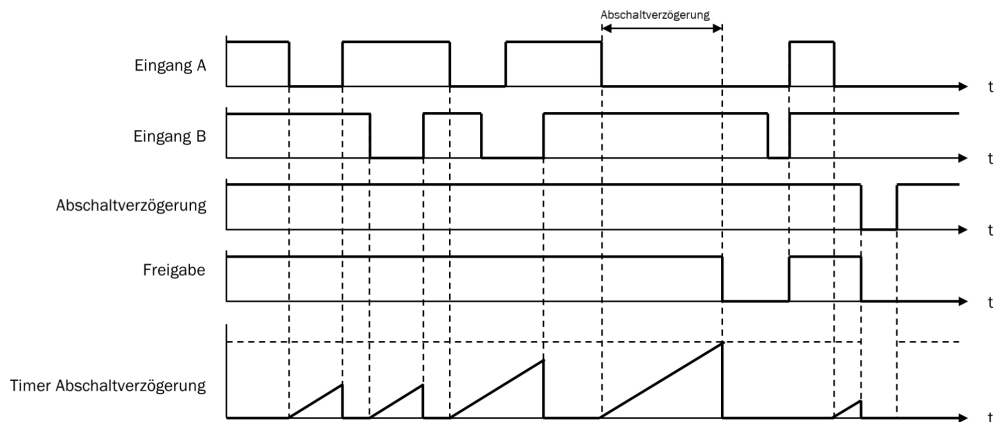 Abschaltverzögerung
Eingang A
t
Eingang B
t
Abschaltverzögerung
t
Freigabe
t
Timer Abschaltverzögerung
t